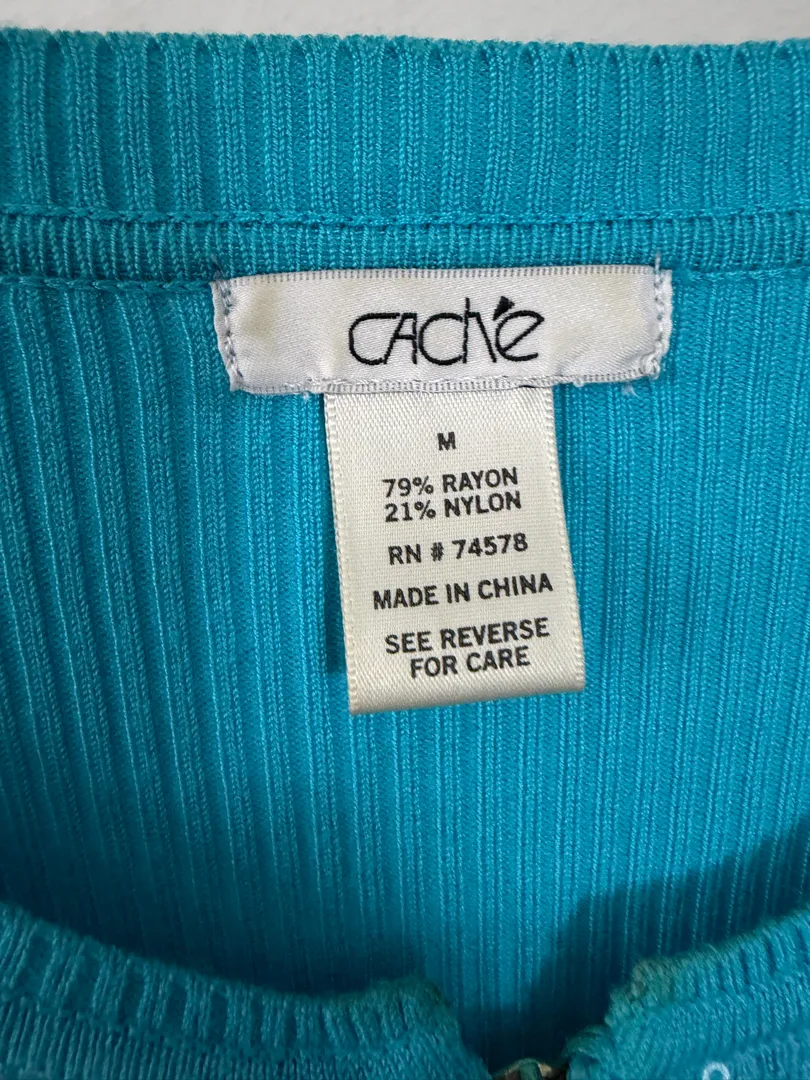 CAChé
M
79% RAYON
21% NYLON
RN # 74578
MADE IN CHINA
SEE REVERSE
FOR CARE